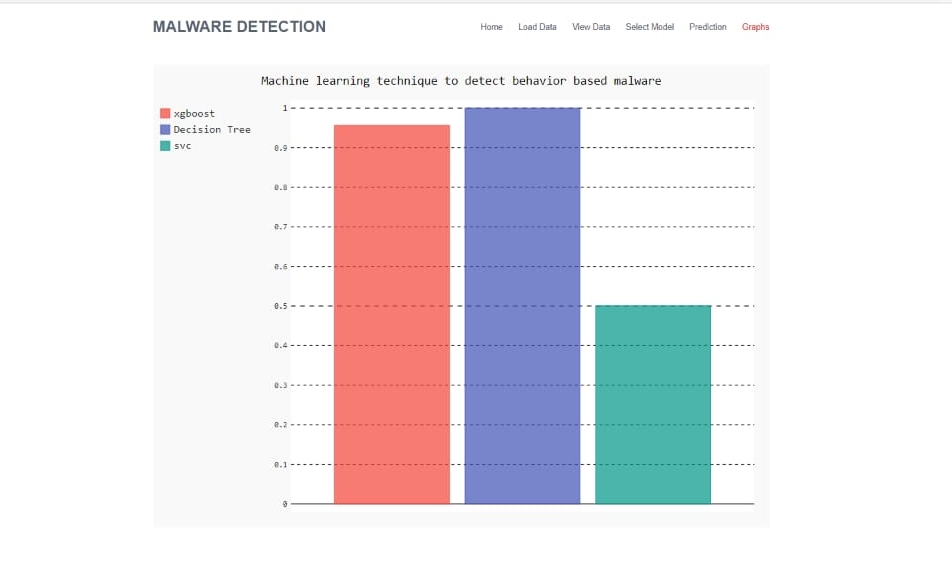 MALWARE DETECTION
Home Load Data View Data Select Model Prediction Graphs
Machine learning technique to detect behavior based malware
xgboost
Decision Tree
svc
1
0.9
0.8
0.7
0.6
0.5
0.4
0.3
0.2
0.1
0